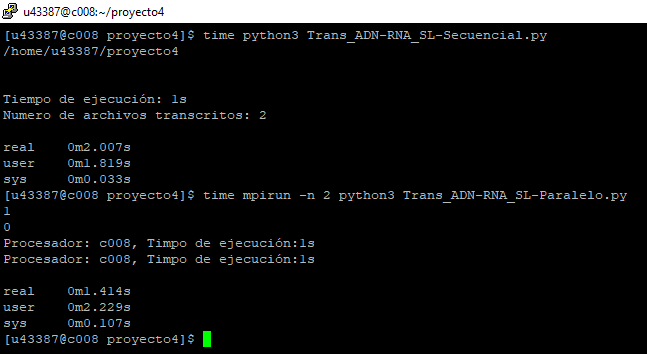 u43387@c008:~/proyecto4
[u43387@c008 proyecto4]$ time python3 Trans_ADN-RNA_SL-Secuencial.py
/home/u43387/proyecto4
Tiempo de ejecución: 1s
Numero de archivos transcritos: 2
real    0m2.007s
user    0m1.819s
sys     0m0.033s
[u43387@c008 proyecto4]$ time mpirun -n 2 python3 Trans_ADN-RNA_SL-Paralelo.py
1
0
Procesador: c008, Timpo de ejecución:1s
Procesador: c008, Timpo de ejecución:1s
real    0m1.414s
user    0m2.229s
sys     0m0.107s
[u43387@c008 proyecto4]$